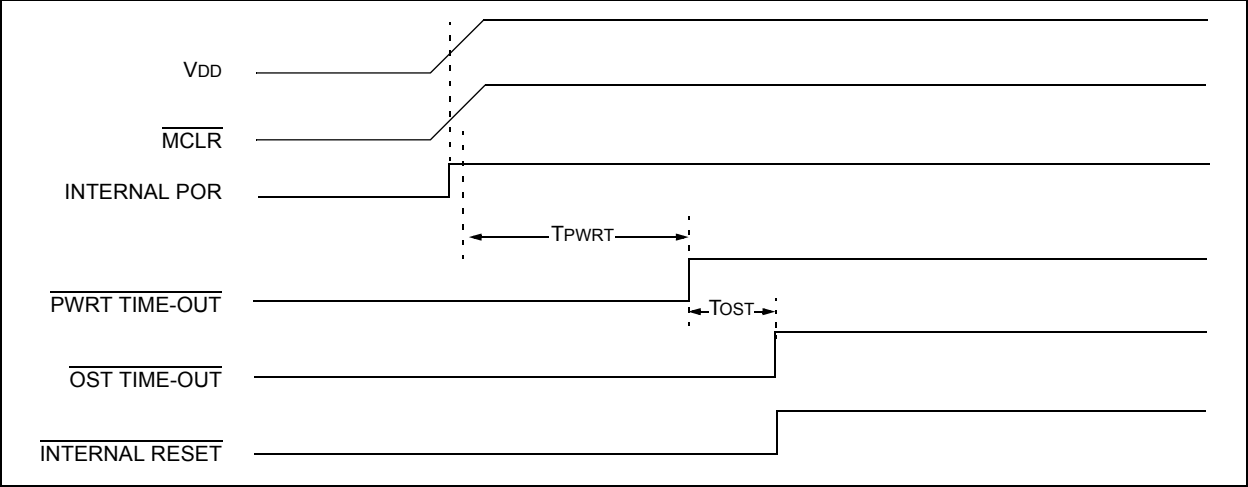 VDD
MCLR
INTERNAL POR
TPWRT
PWRT TIME-OUT
TOST
OST TIME-OUT
INTERNAL RESET